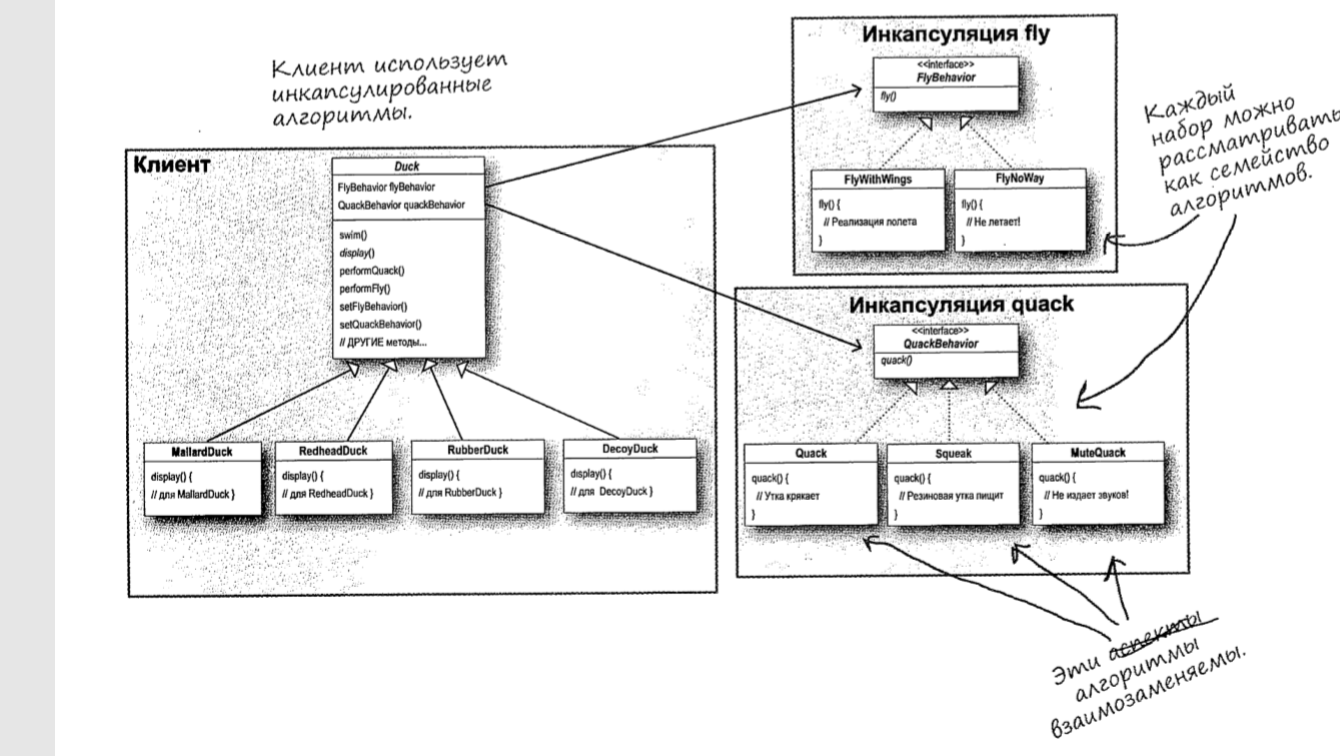 Клиент использует
инкапсулированные
алгоритмы.
Клиент
Duck
FlyBehavior flyBehavior
QuackBehavior quackBehavior
swim()
display()
performQuack()
performFly()
setFlyBehavior()
setQuackBehavior()
// ДРУГИЕ методы...
MallardDuck
display() {
// для MallardDuck }
RedheadDuck
display() {
// для RedheadDuck }
RubberDuck
display() {
// для RubberDuck }
DecoyDuck
display() {
// для DecoyDuck }
Инкапсуляция fly
<<interface>>
FlyBehavior
fly()
FlyWithWings
fly() {
// Реализация полета
}
FlyNoWay
fly() {
// Не летает!
}
Каждый
набор можно
рассматривать
как семейство
алгоритмов.
Инкапсуляция quack
<<interface>>
QuackBehavior
quack()
Quack
quack() {
// Утка крякает
}
Squeak
quack() {
// Резиновая утка пищит
}
MuteQuack
quack() {
// Не издает звуков!
}
Эти аспекты
алгоритмы
взаимозаменяемы.